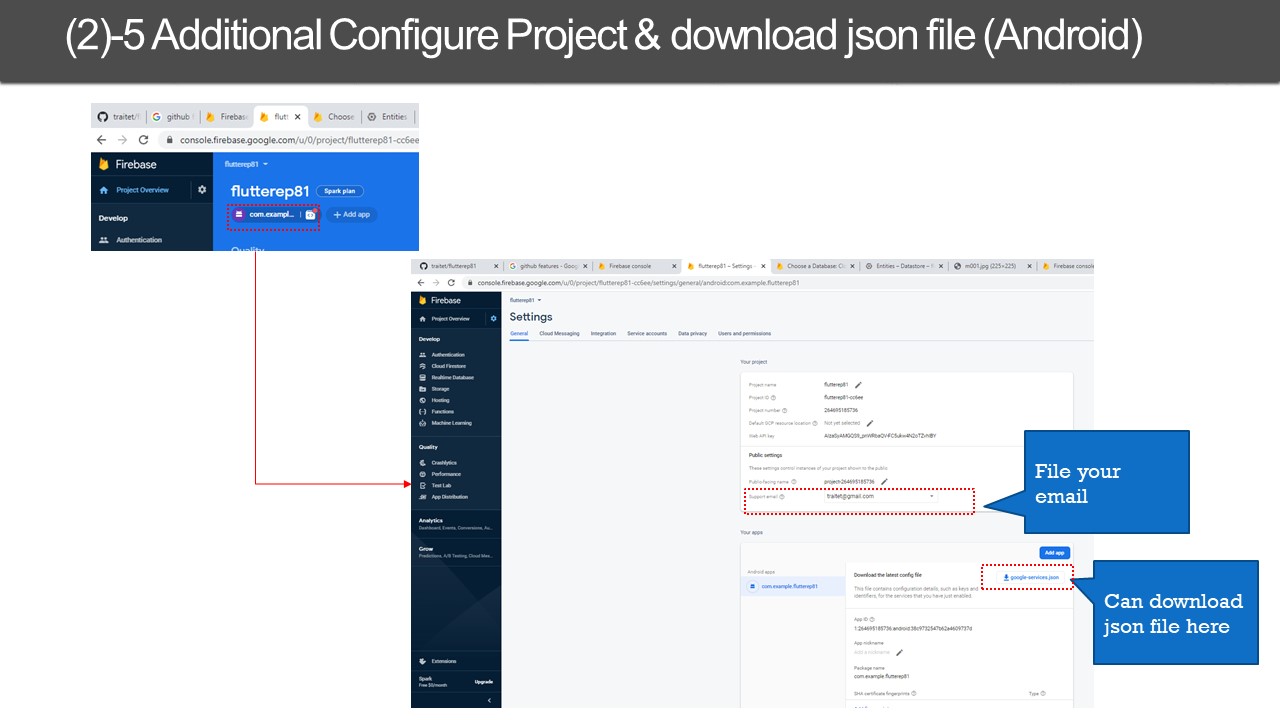 (2)-5 Additional Configure Project & download json file (Android)
traitet/f
github
Firebas
flutt
Choose
Entities
console.firebase.google.com/u/0/project/flutterep81-cc6ee
Firebase
flutterep81
Project Overview
flutterep81 Spark plan
com.exampl...
+ Add app
Develop
Authentication
Quality
traitet/flutterep81
github features - Goog
Firebase console
flutterep81 – Settings -
Choose a Database: Cl
Entities – Datastore –
m001.jpg (225×225)
Firebase consol
console.firebase.google.com/u/0/project/flutterep81-cc6ee/settings/general/android:com.example.flutterep81
Firebase
flutterep81
Project Overview
Settings
General Cloud Messaging Integration Service accounts Data privacy Users and permissions
Develop
Authentication
Cloud Firestore
Realtime Database
Storage
Hosting
Functions
Machine Learning
Quality
Crashlytics
Performance
Test Lab
App Distribution
Analytics
Dashboard, Events, Conversions, Au...
Grow
Predictions, A/B Testing, Cloud Mes...
Extensions
Spark
Free $0/month
Upgrade
Your project
Project name flutterep81
Project ID flutterep81-cc6ee
Project number 264695185736
Default GCP resource location Not yet selected
Web API key
Public settings
These settings control instances of your project shown to the public
Public-facing name project-264695185736
Support email traitet@gmail.com
File your
email
Your apps
Add app
Android apps
com.example.flutterep81
Download the latest config file
google-services.json
This file contains configuration details, such as keys and
identifiers, for the services that you have just enabled.
Can download
json file here
App ID
1:264695185736:android:38c9732547b62a4609737d
App nickname
Add a nickname
Package name
com.example.flutterep81
SHA certificate fingerprints Type